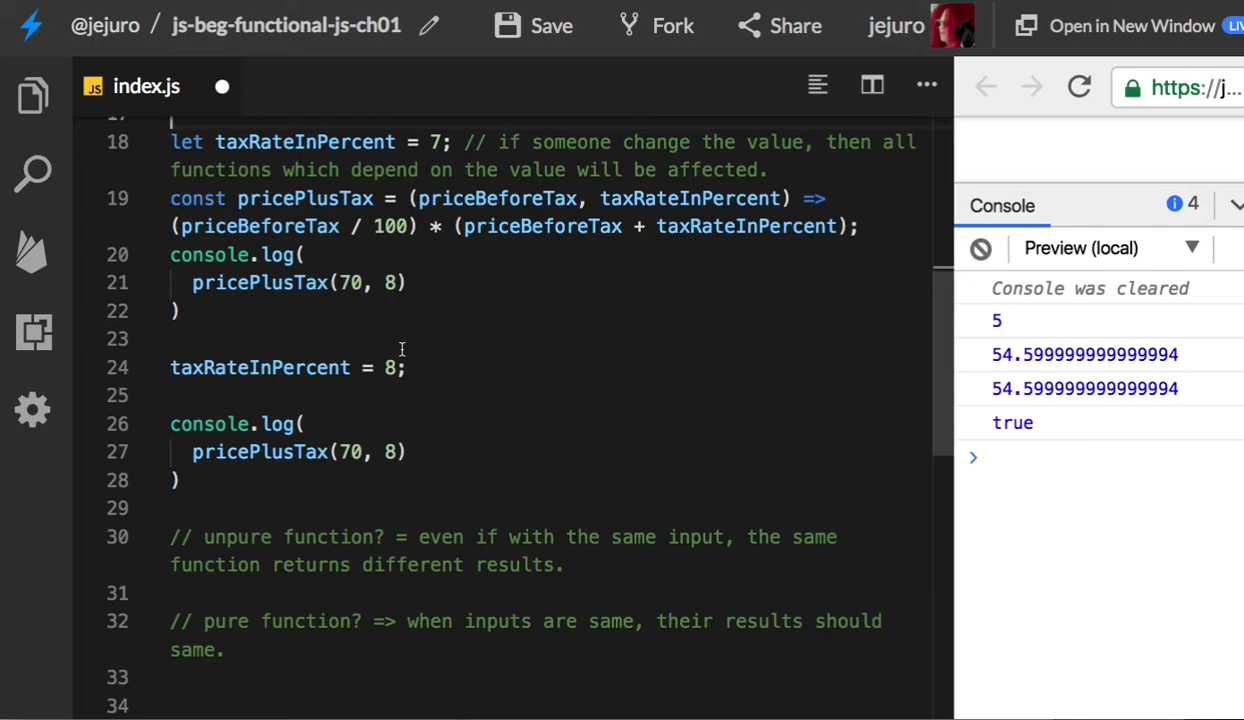 @jejuro / js-beg-functional-js-ch01
Save
Fork
Share
jejuro
Open in New Window
LIV
JS index.js
https://j...
18 let taxRateInPercent = 7; // if someone change the value, then all
functions which depend on the value will be affected.
19 const pricePlusTax = (priceBeforeTax, taxRateInPercent) =>
(priceBeforeTax / 100) * (priceBeforeTax + taxRateInPercent);
20 console.log(
21 pricePlusTax(70, 8)
22 )
23
24 taxRateInPercent = 8;
25
26 console.log(
27 pricePlusTax(70, 8)
28 )
29
30 // unpure function? = even if with the same input, the same
function returns different results.
31
32 // pure function? => when inputs are same, their results should
same.
33
34
Console
4
Preview (local)
Console was cleared
5
54.599999999999994
54.599999999999994
true
>